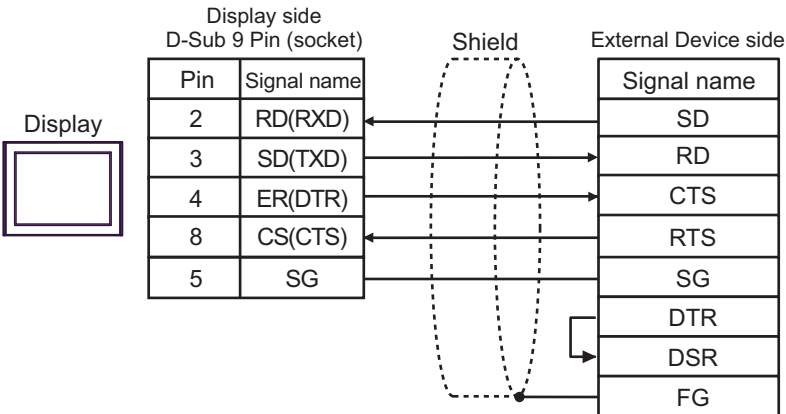 Display side
D-Sub 9 Pin (socket)
Shield
External Device side
Pin Signal name
Signal name
Display
2 RD(RXD) SD
3 SD(TXD) RD
4 ER(DTR) CTS
8 CS(CTS) RTS
5 SG SG
DTR
DSR
FG